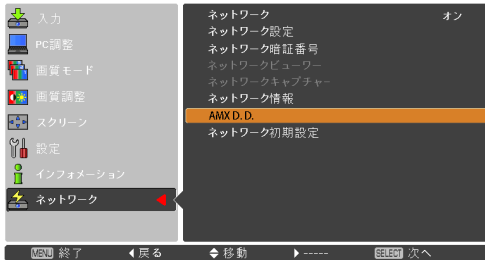 入力
PC調整
画質モード
画質調整
スクリーン
設定
インフォメーション
ネットワーク
ネットワーク オン
ネットワーク設定
ネットワーク暗証番号
ネットワークビューワー
ネットワークキャプチャー
ネットワーク情報
AMX D. D.
ネットワーク初期設定
MENU 終了 戻る 移動 ----- SELECT 次へ